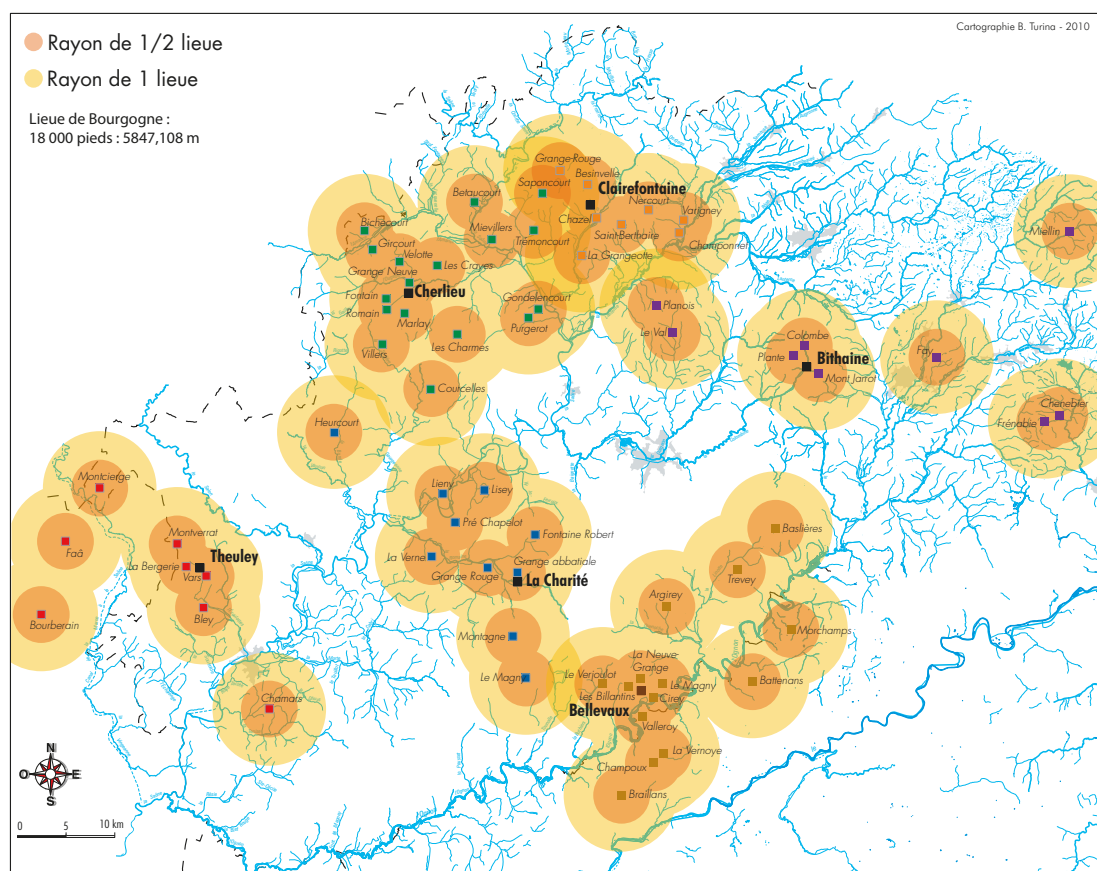 Cartographie B. Turina - 2010
Rayon de 1/2 lieue
Rayon de 1 lieue
Lieue de Bourgogne :
18 000 pieds : 5847,108 m
Grange-Rouge
Besinvelle
Saponcourt
Clairefontaine
Betaucourt
Nercourt
Bichecourt
Chazel
Varigney
Mievillers
Saint-Berthaire
Trémoncourt
Champonnet
Miellin
Gircourt
Velotte
La Grangeotte
Les Crayes
Grange Neuve
Cherlieu
Fontain
Gondelencourt
Planois
Romain
Marlay
Purgerot
Le Val
Colombe
Villers
Les Charmes
Plante
Bithaine
Fay
Mont Jarrot
Courcelles
Chenebier
Frénabie
Heurcourt
Montcierge
Lieny
Lisey
Pré Chapelot
Baslières
Montverrat
Fontaine Robert
Faâ
La Verne
Grange abbatiale
Theuley
La Bergerie
Vars
Grange Rouge
La Charité
Trevey
Argirey
Bourberain
Bley
Montagne
Morchamps
La Neuve-
Grange
Le Verjoulot
Le Magny
Le Magny
Battenans
Les Billantins
Cirey
Chamars
Bellevaux
Valleroy
La Vernoye
Champoux
Braillans
N
O
E
S
0
5
10 km